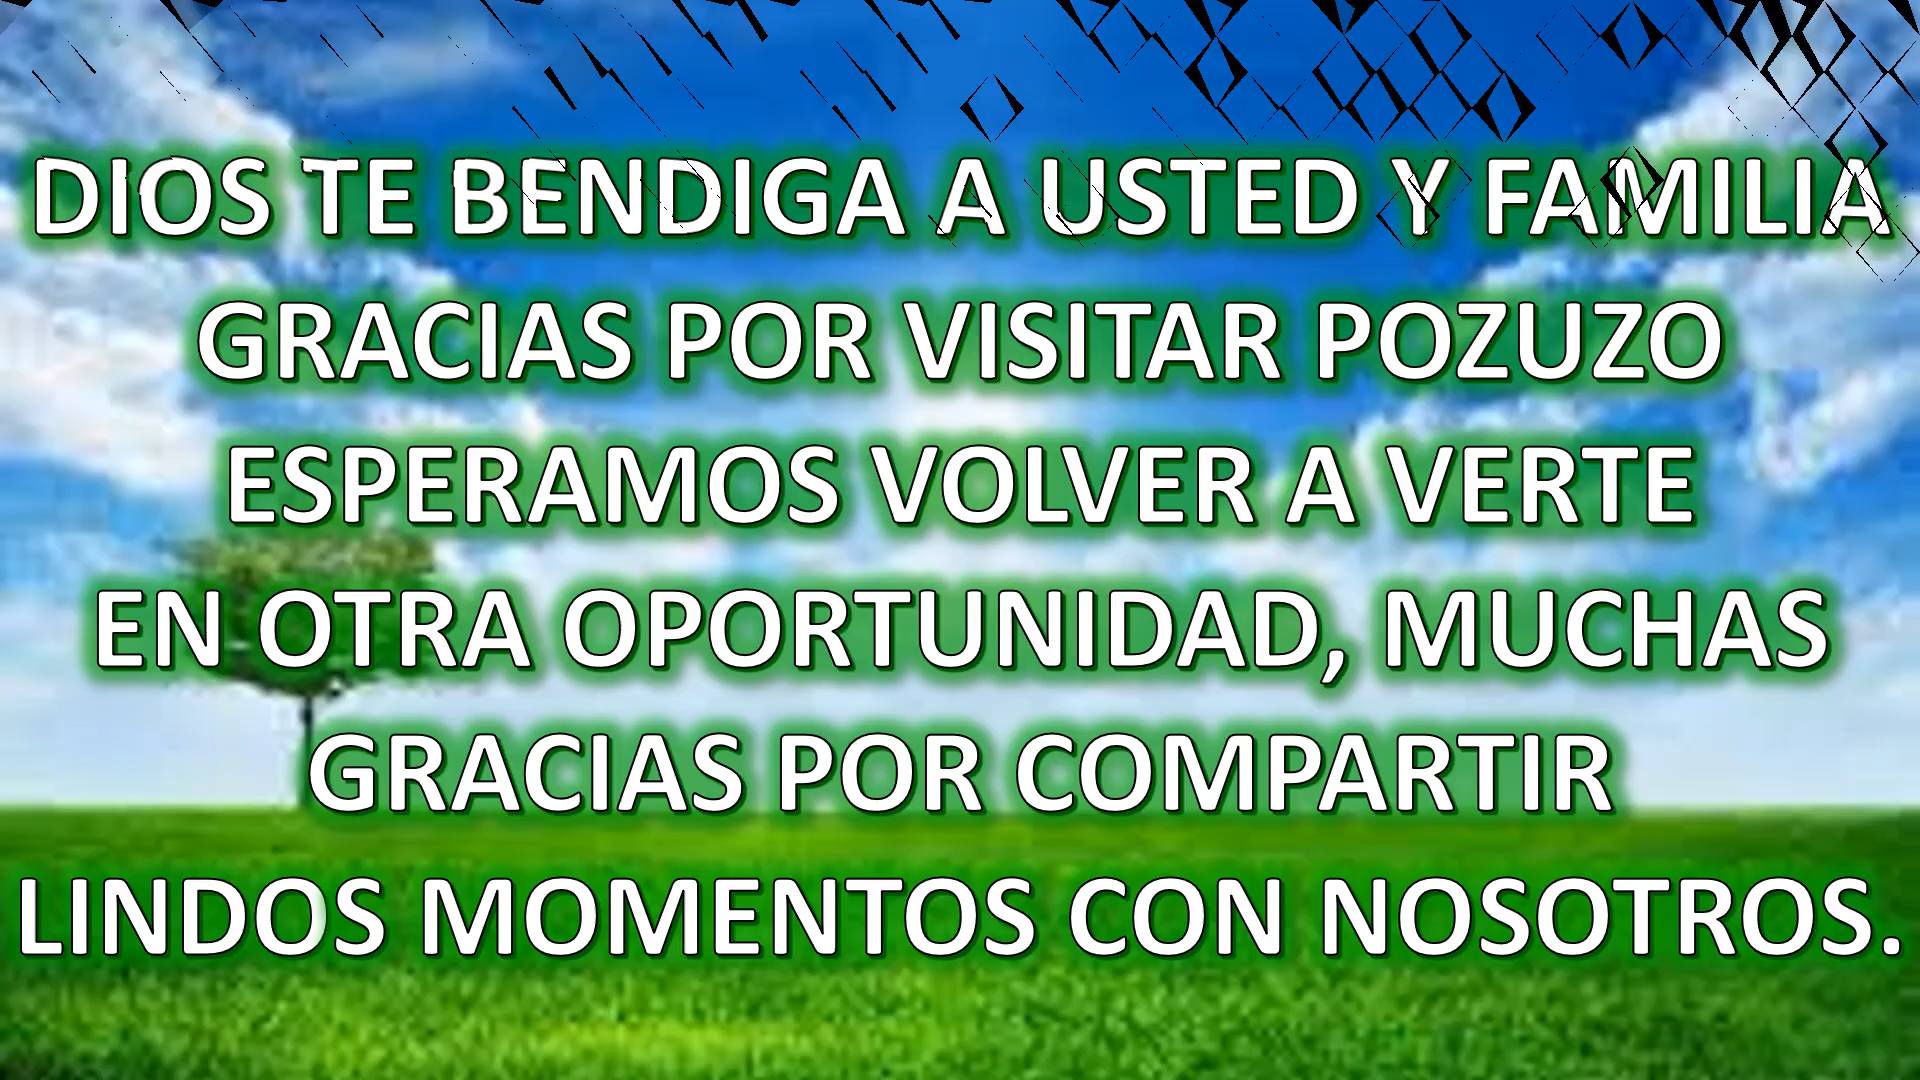 DIOS TE BENDIGA A USTED Y FAMILIA
GRACIAS POR VISITAR POZUZO
ESPERAMOS VOLVER A VERTE
EN OTRA OPORTUNIDAD, MUCHAS
GRACIAS POR COMPARTIR
LINDOS MOMENTOS CON NOSOTROS.